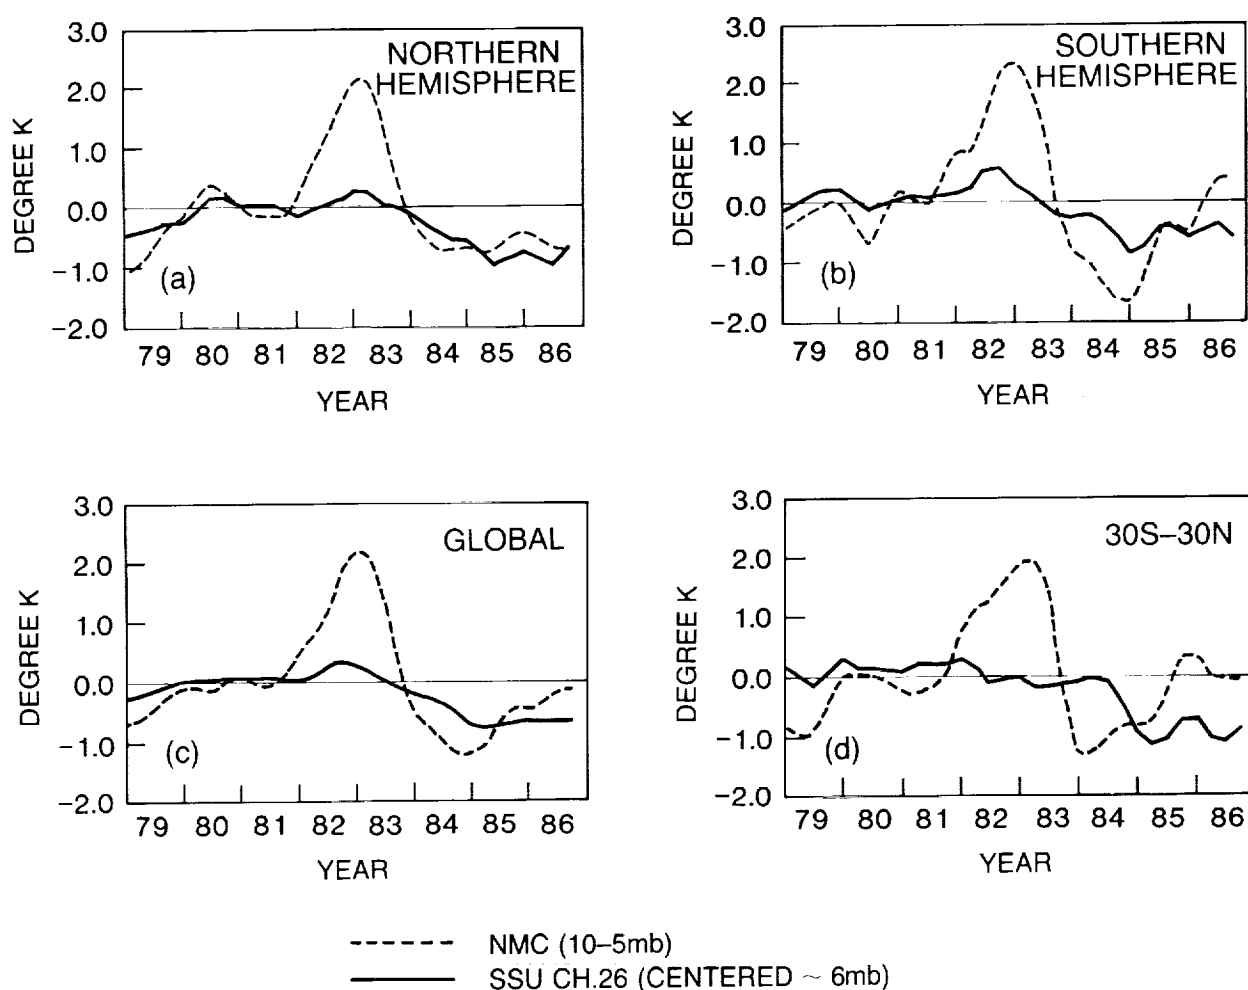 NORTHERN
HEMISPHERE
DEGREE K
3.0
2.0
1.0
0.0
−1.0
−2.0
(a)
79 80 81 82 83 84 85 86
YEAR
SOUTHERN
HEMISPHERE
DEGREE K
3.0
2.0
1.0
0.0
−1.0
−2.0
(b)
79 80 81 82 83 84 85 86
YEAR
GLOBAL
DEGREE K
3.0
2.0
1.0
0.0
−1.0
−2.0
(c)
79 80 81 82 83 84 85 86
YEAR
30S–30N
DEGREE K
3.0
2.0
1.0
0.0
−1.0
−2.0
(d)
79 80 81 82 83 84 85 86
YEAR
NMC (10–5mb)
SSU CH.26 (CENTERED ~ 6mb)